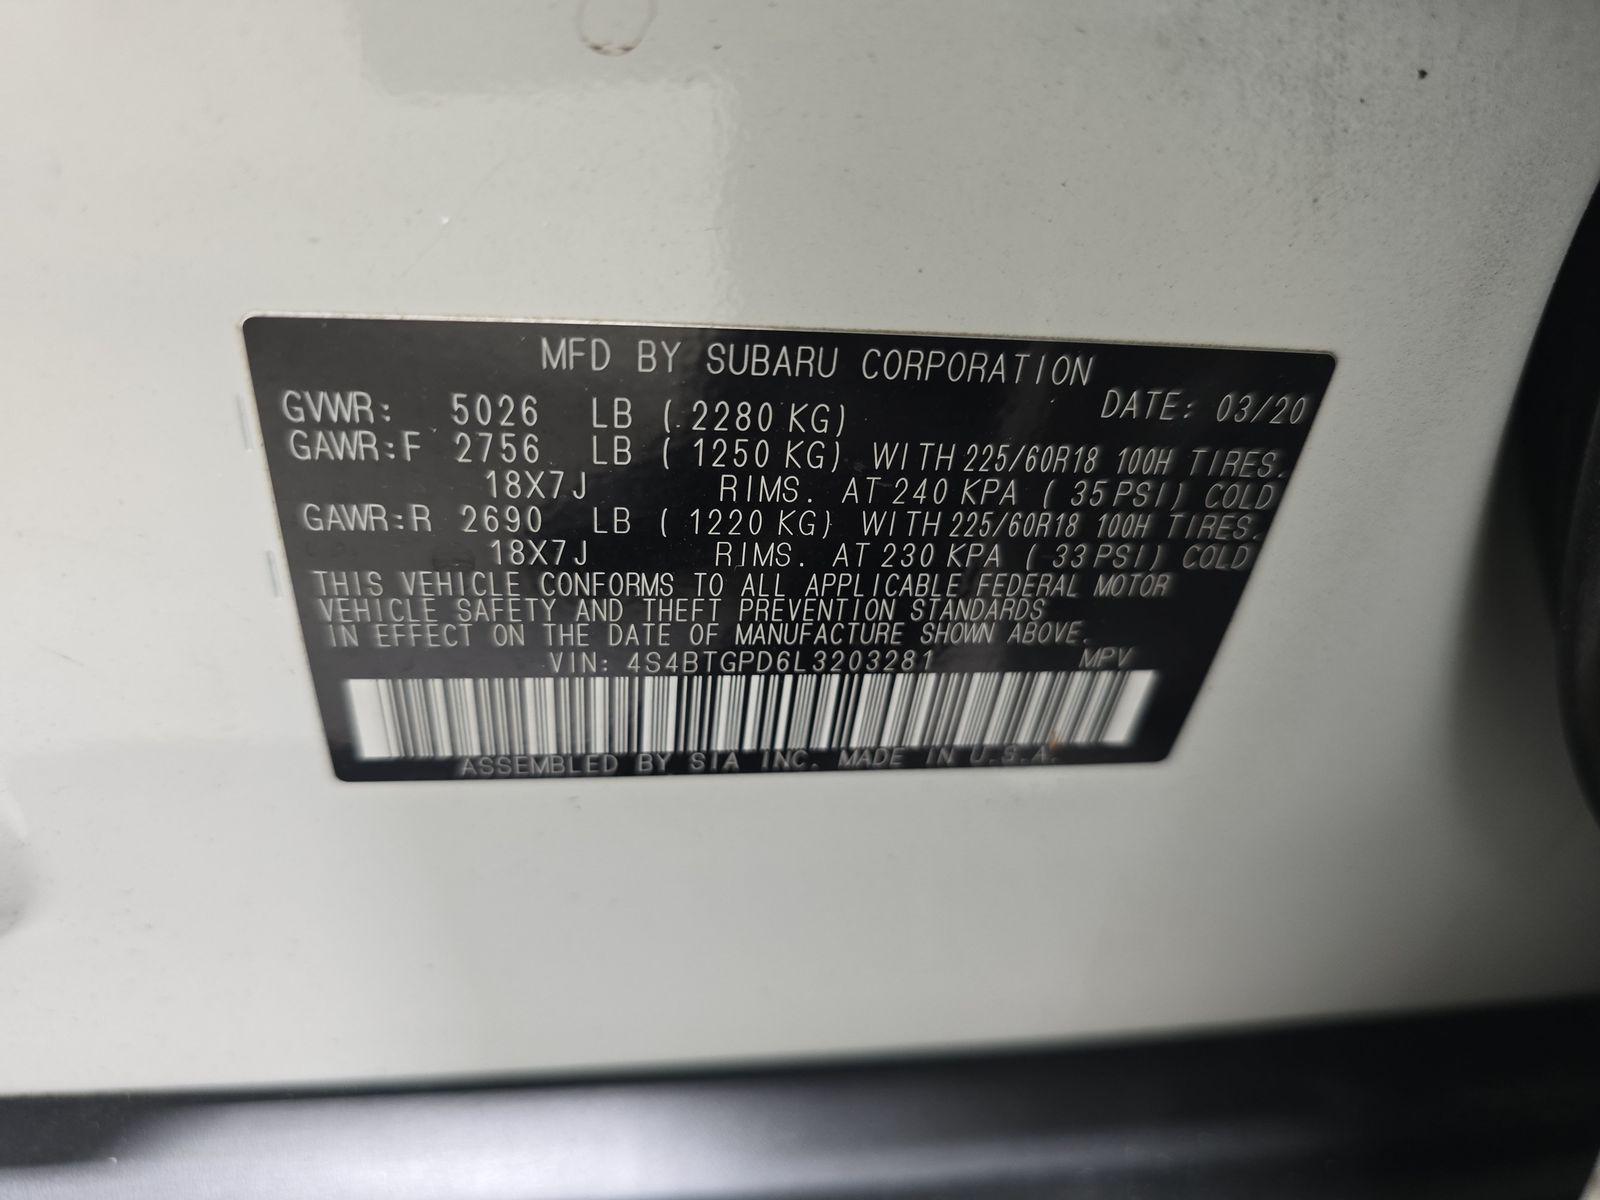 MFD BY SUBARU CORPORATION
GVWR: 5026 LB ( 2280 KG) DATE: 03/20
GAWR:F 2756 LB ( 1250 KG) WITH 225/60R18 100H TIRES.
18X7J RIMS. AT 240 KPA ( 35 PSI) COLD
GAWR:R 2690 LB ( 1220 KG) WITH 225/60R18 100H TIRES.
18X7J RIMS. AT 230 KPA ( 33 PSI) COLD
THIS VEHICLE CONFORMS TO ALL APPLICABLE FEDERAL MOTOR
VEHICLE SAFETY AND THEFT PREVENTION STANDARDS
IN EFFECT ON THE DATE OF MANUFACTURE SHOWN ABOVE.
VIN: 4S4BTGPD6L3203281 MPV
ASSEMBLED BY SIA INC. MADE IN U.S.A.